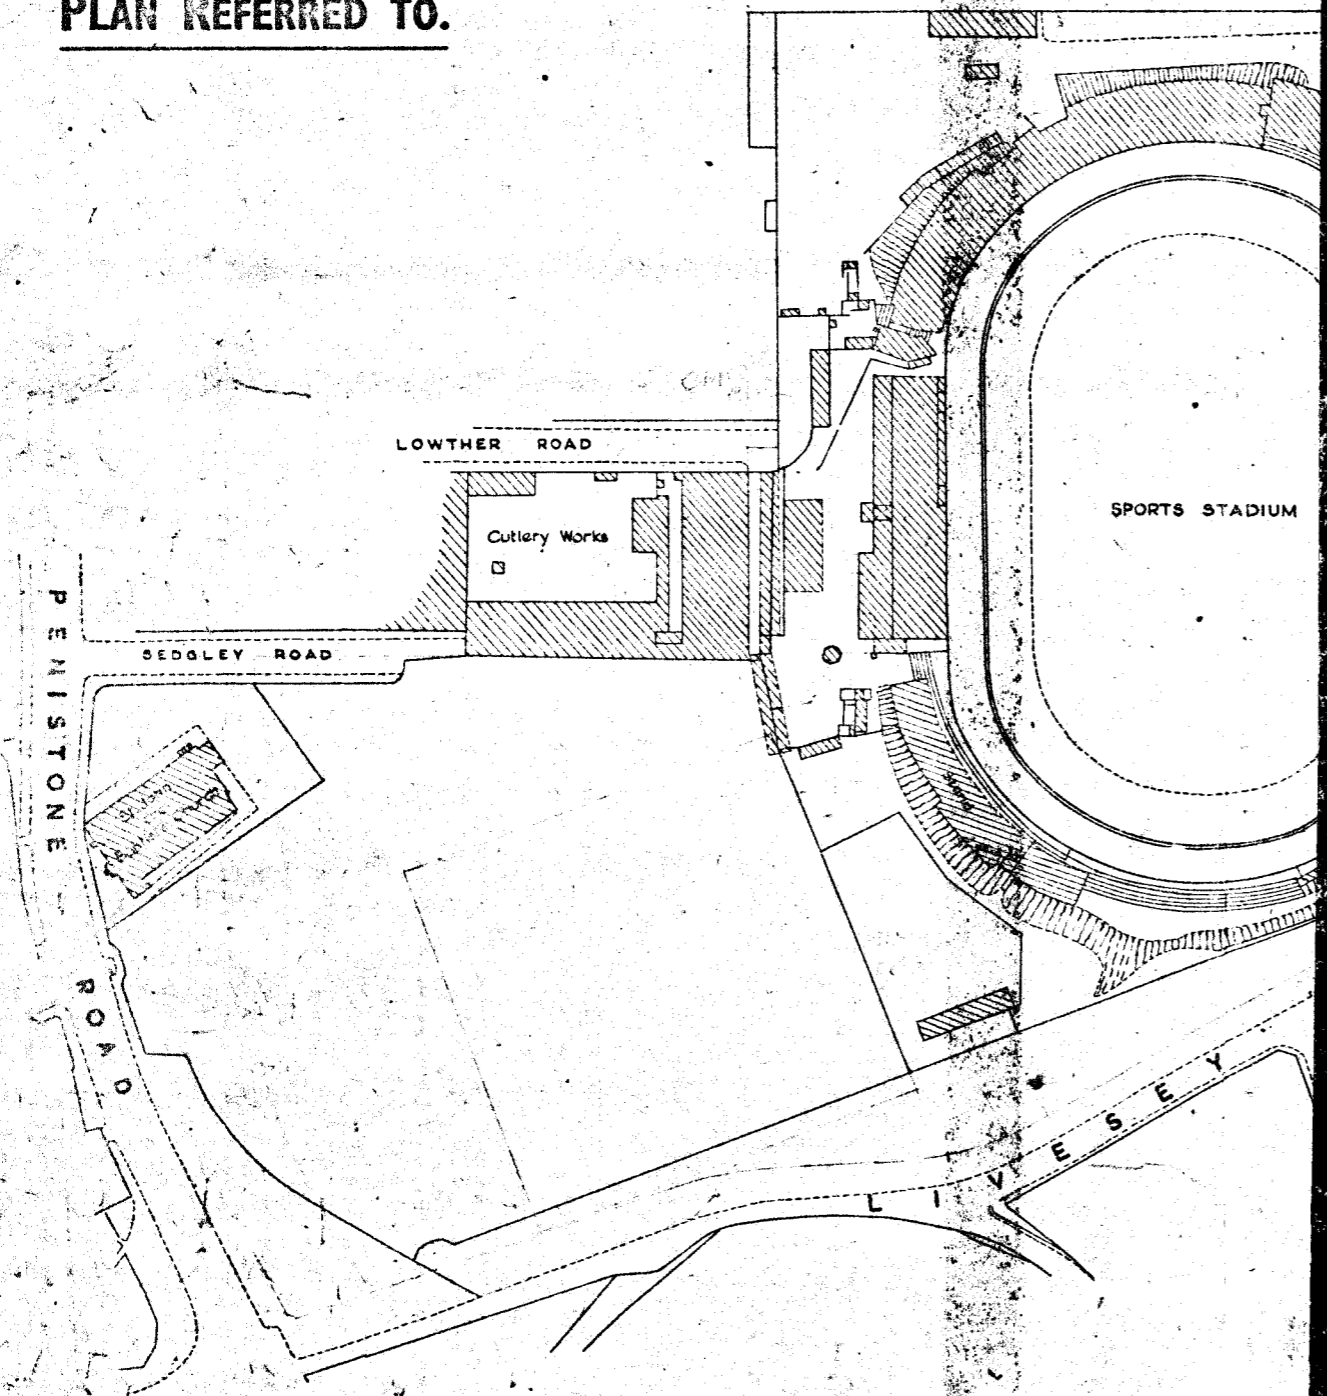 PLAN REFERRED TO.
LOWTHER ROAD
Cutlery Works
SPORTS STADIUM
SEDGLEY ROAD
PENISTONE ROAD
LIVESEY